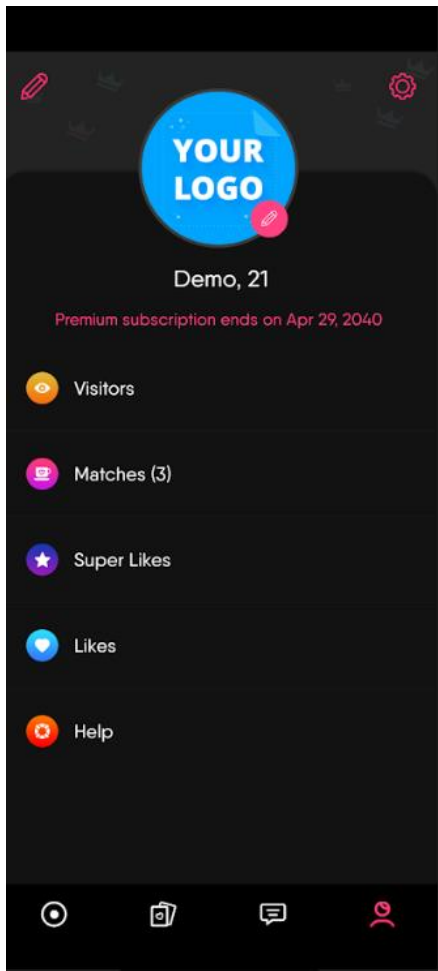 YOUR
LOGO
Demo, 21
Premium subscription ends on Apr 29, 2040
Visitors
Matches (3)
Super Likes
Likes
Help